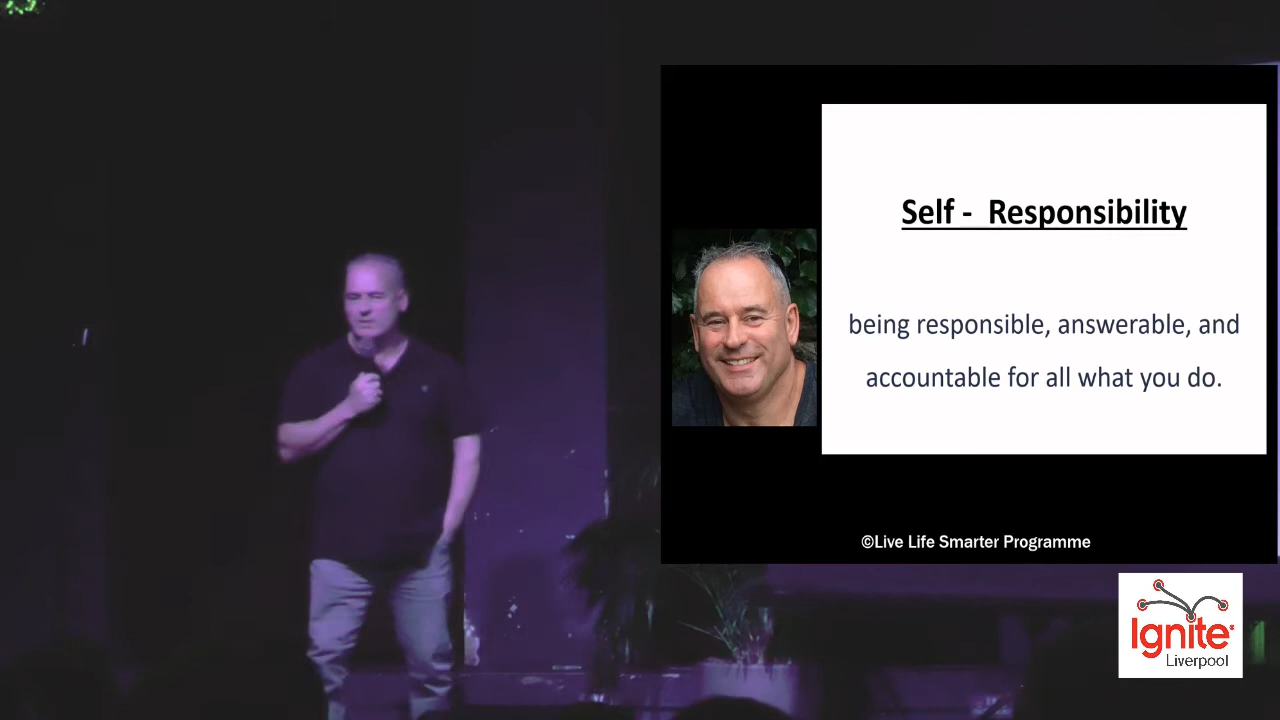 Self -  Responsibility
being responsible, answerable, and
accountable for all what you do.
©Live Life Smarter Programme
Ignite
Liverpool